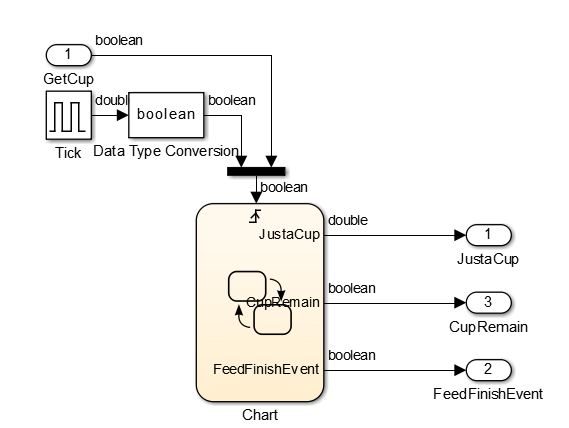 boolean
1
GetCup
doubl
boolean
boolean
Tick
Data Type Conversion
boolean
JustaCup
double
1
JustaCup
CupRemain
boolean
3
CupRemain
FeedFinishEvent
boolean
2
FeedFinishEvent
Chart